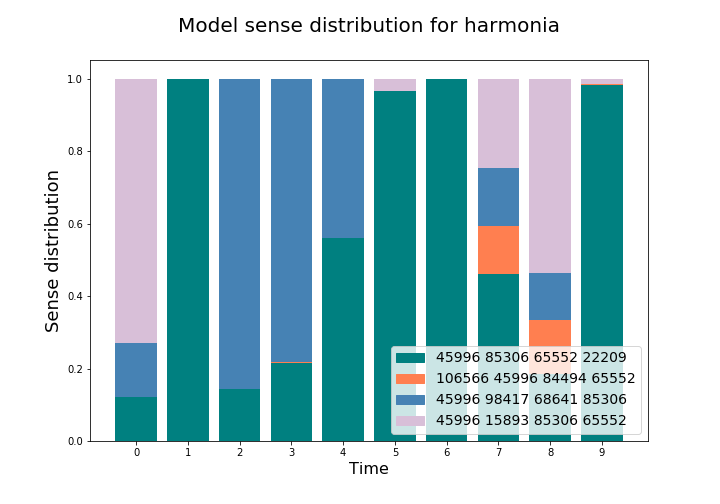 Model sense distribution for harmonia
Sense distribution
1.0
0.8
0.6
0.4
0.2
0.0
45996 85306 65552 22209
106566 45996 84494 65552
45996 98417 68641 85306
45996 15893 85306 65552
0 1 2 3 4 5 6 7 8 9
Time